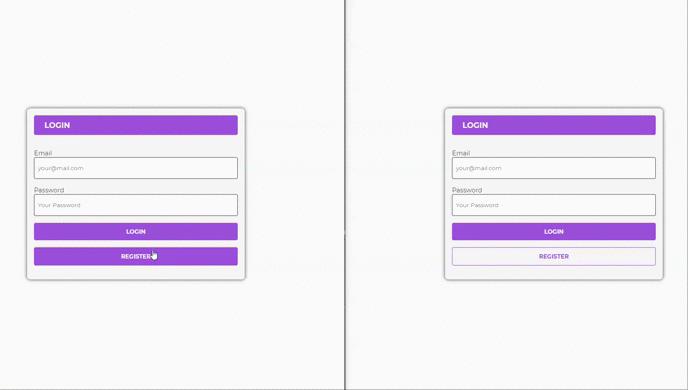 LOGIN
Email
your@mail.com
Password
Your Password
LOGIN
REGISTER
LOGIN
Email
your@mail.com
Password
Your Password
LOGIN
REGISTER